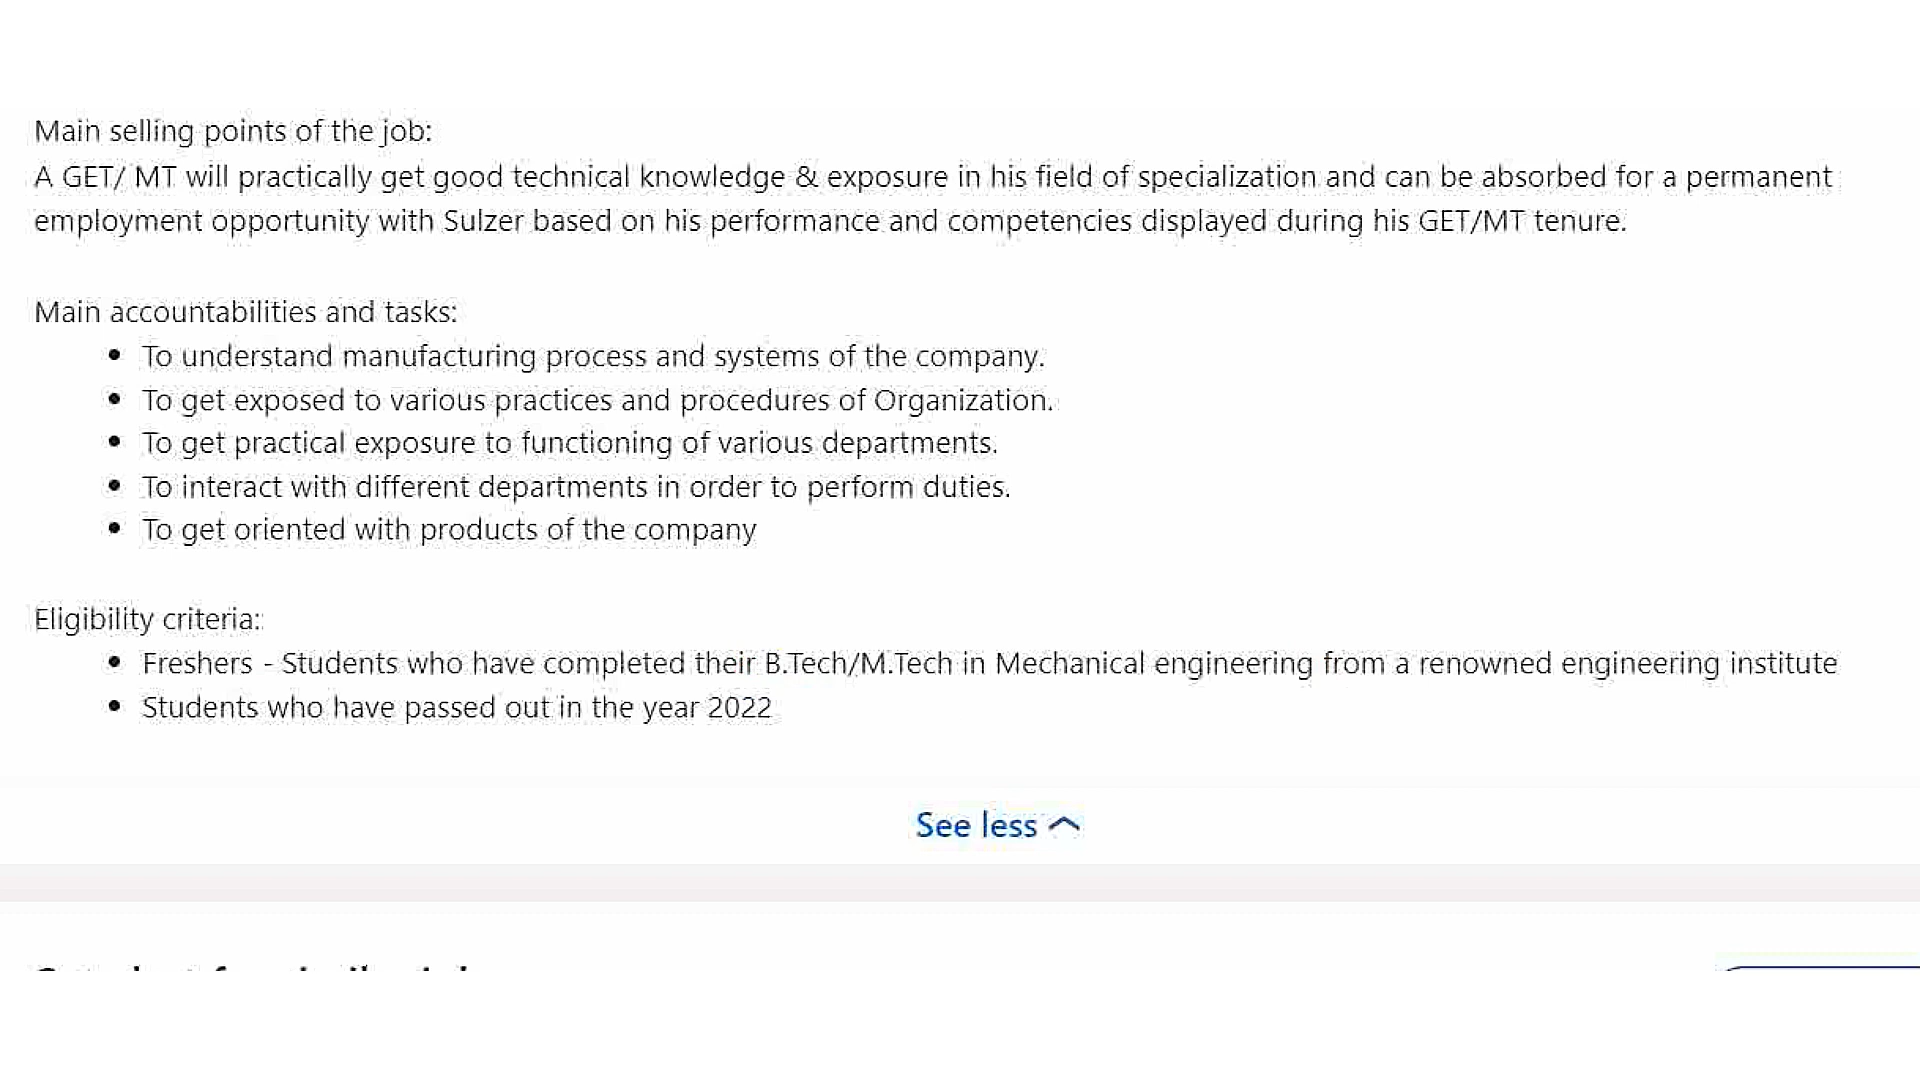 Main selling points of the job:
A GET/ MT will practically get good technical knowledge & exposure in his field of specialization and can be absorbed for a permanent
employment opportunity with Sulzer based on his performance and competencies displayed during his GET/MT tenure.
Main accountabilities and tasks:
• To understand manufacturing process and systems of the company.
• To get exposed to various practices and procedures of Organization.
• To get practical exposure to functioning of various departments.
• To interact with different departments in order to perform duties.
• To get oriented with products of the company
Eligibility criteria:
• Freshers - Students who have completed their B.Tech/M.Tech in Mechanical engineering from a renowned engineering institute
• Students who have passed out in the year 2022
See less